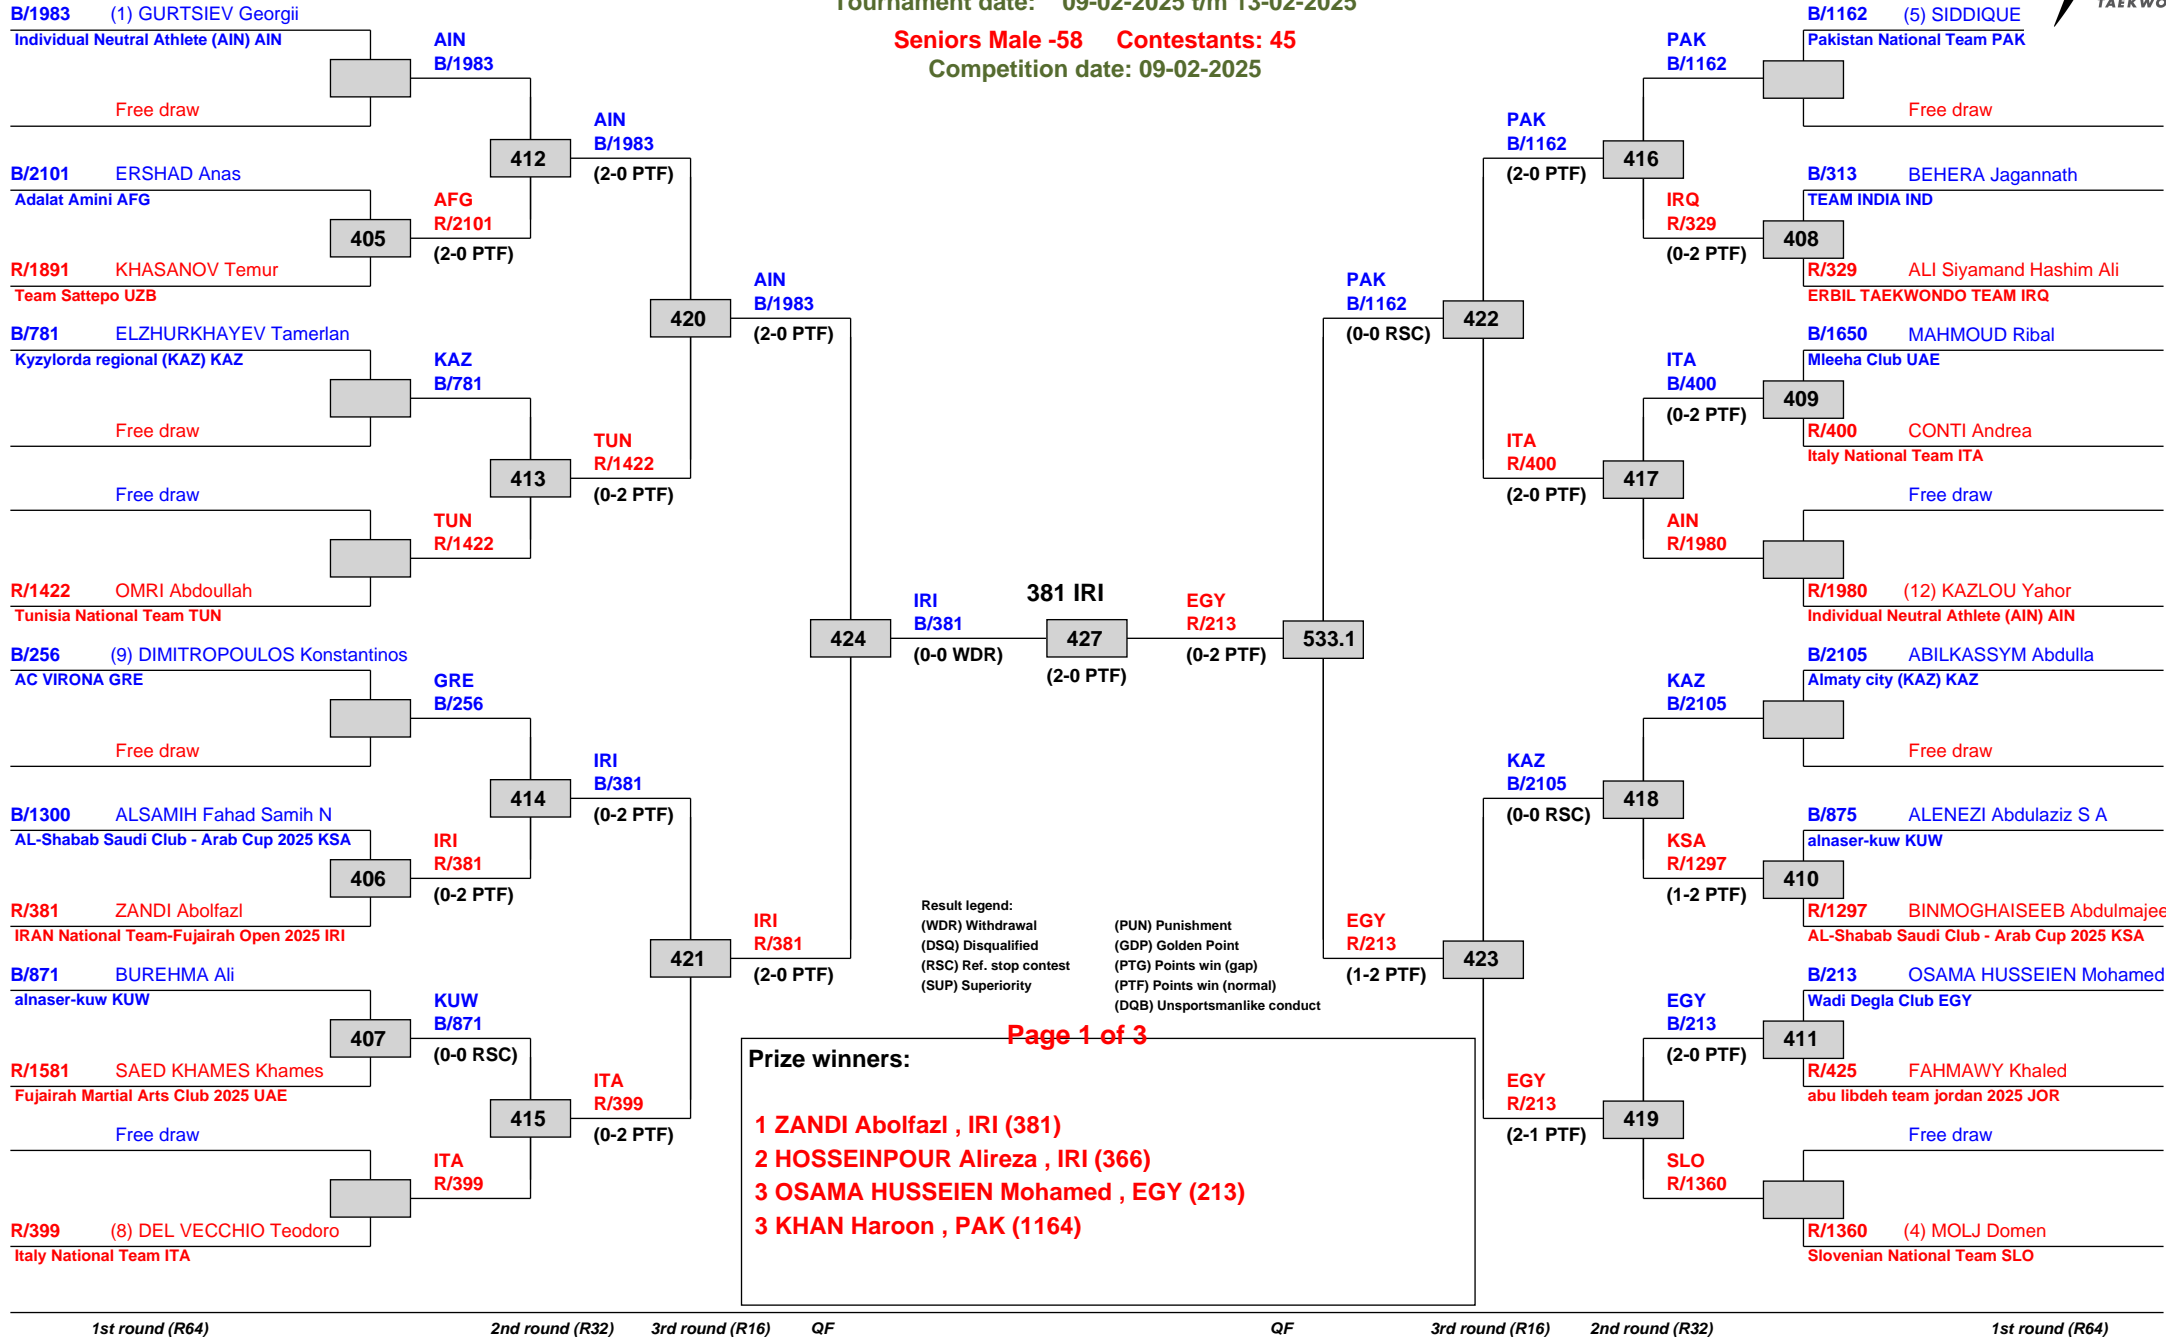 Tournament date: 09-02-2025 t/m 13-02-2025
Seniors Male -58 Contestants: 45
Competition date: 09-02-2025
TAEKWO
B/1983 (1) GURTSIEV Georgii
Individual Neutral Athlete (AIN) AIN
Free draw
B/2101 ERSHAD Anas
Adalat Amini AFG
405
R/1891 KHASANOV Temur
Team Sattepo UZB
B/781 ELZHURKHAYEV Tamerlan
Kyzylorda regional (KAZ) KAZ
Free draw
Free draw
R/1422 OMRI Abdoullah
Tunisia National Team TUN
B/256 (9) DIMITROPOULOS Konstantinos
AC VIRONA GRE
Free draw
B/1300 ALSAMIH Fahad Samih N
AL-Shabab Saudi Club - Arab Cup 2025 KSA
406
R/381 ZANDI Abolfazl
IRAN National Team-Fujairah Open 2025 IRI
B/871 BUREHMA Ali
alnaser-kuw KUW
407
R/1581 SAED KHAMES Khames
Fujairah Martial Arts Club 2025 UAE
Free draw
R/399 (8) DEL VECCHIO Teodoro
Italy National Team ITA
AIN
B/1983
412
AFG
R/2101
(2-0 PTF)
KAZ
B/781
413
TUN
R/1422
GRE
B/256
414
IRI
R/381
(0-2 PTF)
KUW
B/871
(0-0 RSC)
415
ITA
R/399
AIN
B/1983
(2-0 PTF)
420
TUN
R/1422
(0-2 PTF)
IRI
B/381
(0-2 PTF)
421
ITA
R/399
(0-2 PTF)
AIN
B/1983
(2-0 PTF)
424
IRI
R/381
(2-0 PTF)
IRI
B/381
(0-0 WDR)
381 IRI
427
(2-0 PTF)
EGY
R/213
(0-2 PTF)
533.1
PAK
B/1162
(0-0 RSC)
422
EGY
R/213
(1-2 PTF)
423
PAK
B/1162
(2-0 PTF)
416
ITA
R/400
(2-0 PTF)
417
KAZ
B/2105
(0-0 RSC)
418
EGY
R/213
(2-1 PTF)
419
PAK
B/1162
IRQ
R/329
(0-2 PTF)
408
ITA
B/400
(0-2 PTF)
409
AIN
R/1980
KAZ
B/2105
KSA
R/1297
(1-2 PTF)
410
EGY
B/213
(2-0 PTF)
411
SLO
R/1360
B/1162 (5) SIDDIQUE
Pakistan National Team PAK
Free draw
B/313 BEHERA Jagannath
TEAM INDIA IND
R/329 ALI Siyamand Hashim Ali
ERBIL TAEKWONDO TEAM IRQ
B/1650 MAHMOUD Ribal
Mleeha Club UAE
R/400 CONTI Andrea
Italy National Team ITA
Free draw
R/1980 (12) KAZLOU Yahor
Individual Neutral Athlete (AIN) AIN
B/2105 ABILKASSYM Abdulla
Almaty city (KAZ) KAZ
Free draw
B/875 ALENEZI Abdulaziz S A
alnaser-kuw KUW
R/1297 BINMOGHAISEEB Abdulmajee
AL-Shabab Saudi Club - Arab Cup 2025 KSA
B/213 OSAMA HUSSEIEN Mohamed
Wadi Degla Club EGY
R/425 FAHMAWY Khaled
abu libdeh team jordan 2025 JOR
Free draw
R/1360 (4) MOLJ Domen
Slovenian National Team SLO
Result legend:
(WDR) Withdrawal (PUN) Punishment
(DSQ) Disqualified (GDP) Golden Point
(RSC) Ref. stop contest (PTG) Points win (gap)
(SUP) Superiority (PTF) Points win (normal)
(DQB) Unsportsmanlike conduct
Page 1 of 3
Prize winners:
1 ZANDI Abolfazl , IRI (381)
2 HOSSEINPOUR Alireza , IRI (366)
3 OSAMA HUSSEIEN Mohamed , EGY (213)
3 KHAN Haroon , PAK (1164)
1st round (R64) 2nd round (R32) 3rd round (R16) QF QF 3rd round (R16) 2nd round (R32) 1st round (R64)